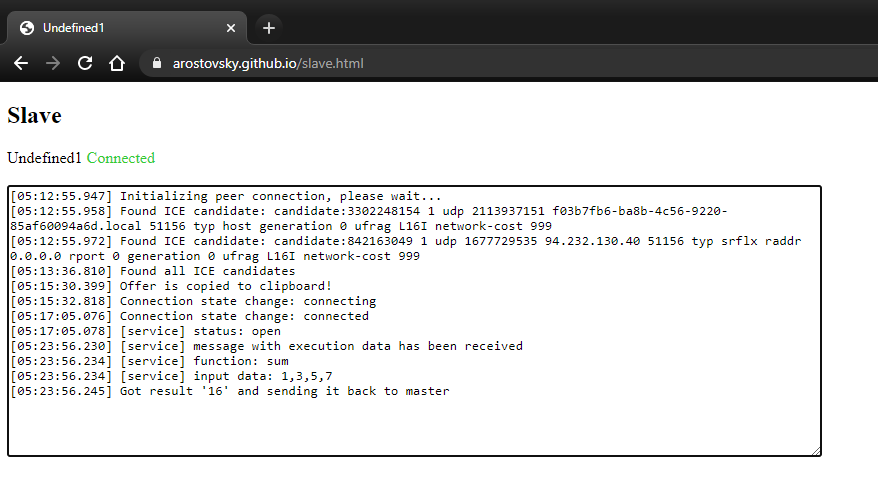 Undefined1
arostovsky.github.io/slave.html
Slave
Undefined1 Connected
[05:12:55.947] Initializing peer connection, please wait...
[05:12:55.958] Found ICE candidate: candidate:3302248154 1 udp 2113937151 f03b7fb6-ba8b-4c56-9220-
85af60094a6d.local 51156 typ host generation 0 ufrag L16I network-cost 999
[05:12:55.972] Found ICE candidate: candidate:842163049 1 udp 1677729535 94.232.130.40 51156 typ srflx raddr
0.0.0.0 rport 0 generation 0 ufrag L16I network-cost 999
[05:13:36.810] Found all ICE candidates
[05:15:30.399] Offer is copied to clipboard!
[05:15:32.818] Connection state change: connecting
[05:17:05.076] Connection state change: connected
[05:17:05.078] [service] status: open
[05:23:56.230] [service] message with execution data has been received
[05:23:56.234] [service] function: sum
[05:23:56.234] [service] input data: 1,3,5,7
[05:23:56.245] Got result '16' and sending it back to master